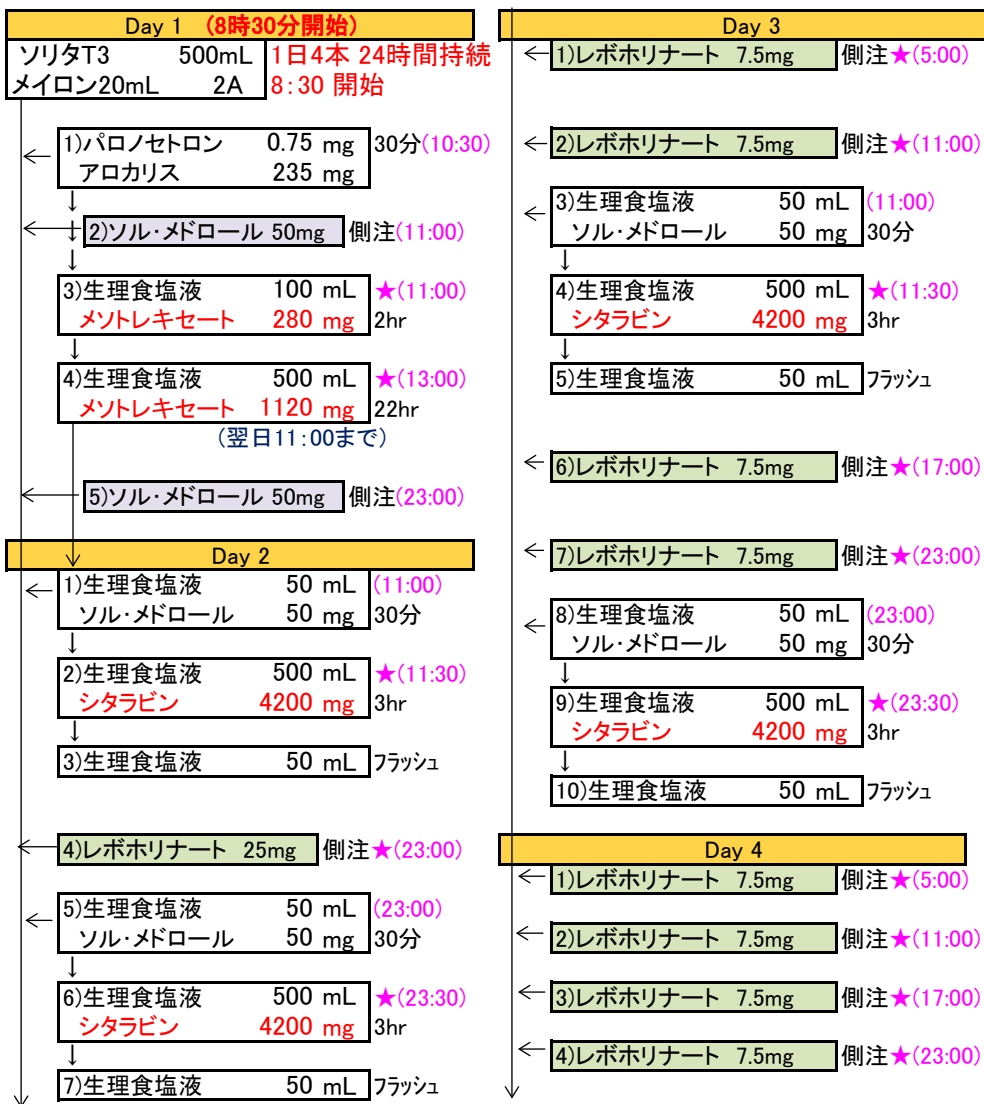 Day 1 (8時30分開始)
ソリタT3 500mL 1日4本 24時間持続
メイロン20mL 2A 8:30 開始
1)パロノセトロン 0.75 mg 30分(10:30)
アロカリス 235 mg
↓
↓ 2)ソル・メドロール 50mg 側注(11:00)
↓
3)生理食塩液 100 mL ★(11:00)
メソトレキセート 280 mg 2hr
↓
4)生理食塩液 500 mL ★(13:00)
メソトレキセート 1120 mg 22hr
(翌日11:00まで)
5)ソル・メドロール 50mg 側注(23:00)
Day 2
1)生理食塩液 50 mL (11:00)
ソル・メドロール 50 mg 30分
↓
2)生理食塩液 500 mL ★(11:30)
シタラビン 4200 mg 3hr
↓
3)生理食塩液 50 mL フラッシュ
4)レボホリナート 25mg 側注★(23:00)
5)生理食塩液 50 mL (23:00)
ソル・メドロール 50 mg 30分
↓
6)生理食塩液 500 mL ★(23:30)
シタラビン 4200 mg 3hr
↓
7)生理食塩液 50 mL フラッシュ
Day 3
1)レボホリナート 7.5mg 側注★(5:00)
2)レボホリナート 7.5mg 側注★(11:00)
3)生理食塩液 50 mL (11:00)
ソル・メドロール 50 mg 30分
↓
4)生理食塩液 500 mL ★(11:30)
シタラビン 4200 mg 3hr
↓
5)生理食塩液 50 mL フラッシュ
6)レボホリナート 7.5mg 側注★(17:00)
7)レボホリナート 7.5mg 側注★(23:00)
8)生理食塩液 50 mL (23:00)
ソル・メドロール 50 mg 30分
↓
9)生理食塩液 500 mL ★(23:30)
シタラビン 4200 mg 3hr
↓
10)生理食塩液 50 mL フラッシュ
Day 4
1)レボホリナート 7.5mg 側注★(5:00)
2)レボホリナート 7.5mg 側注★(11:00)
3)レボホリナート 7.5mg 側注★(17:00)
4)レボホリナート 7.5mg 側注★(23:00)